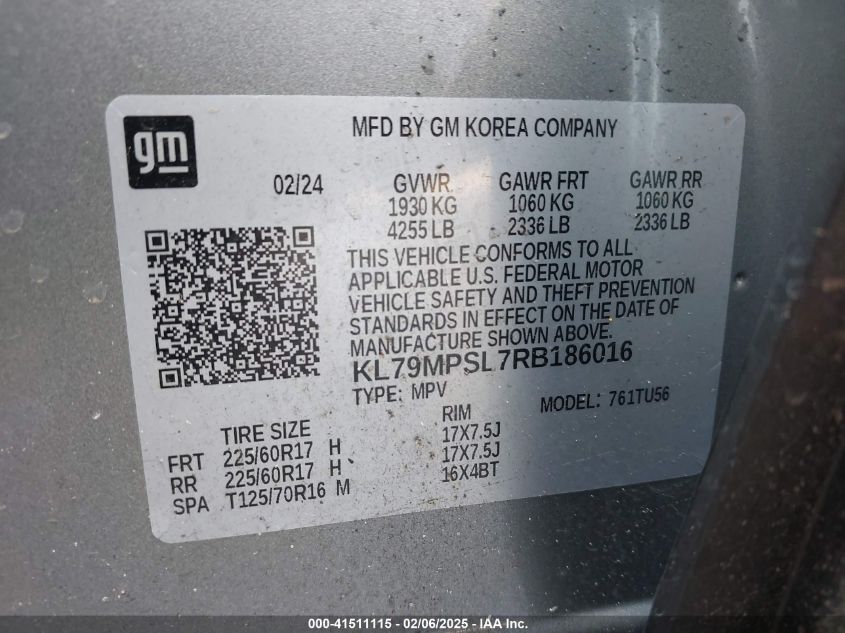 gm
MFD BY GM KOREA COMPANY
02/24
GVWR GAWR FRT GAWR RR
1930 KG 1060 KG 1060 KG
4255 LB 2336 LB 2336 LB
THIS VEHICLE CONFORMS TO ALL
APPLICABLE U.S. FEDERAL MOTOR
VEHICLE SAFETY AND THEFT PREVENTION
STANDARDS IN EFFECT ON THE DATE OF
MANUFACTURE SHOWN ABOVE.
KL79MPSL7RB186016
TYPE: MPV MODEL: 761TU56
TIRE SIZE RIM
FRT 225/60R17 H 17X7.5J
RR 225/60R17 H 17X7.5J
SPA T125/70R16 M 16X4BT
000-41511115 - 02/06/2025 - IAA Inc.